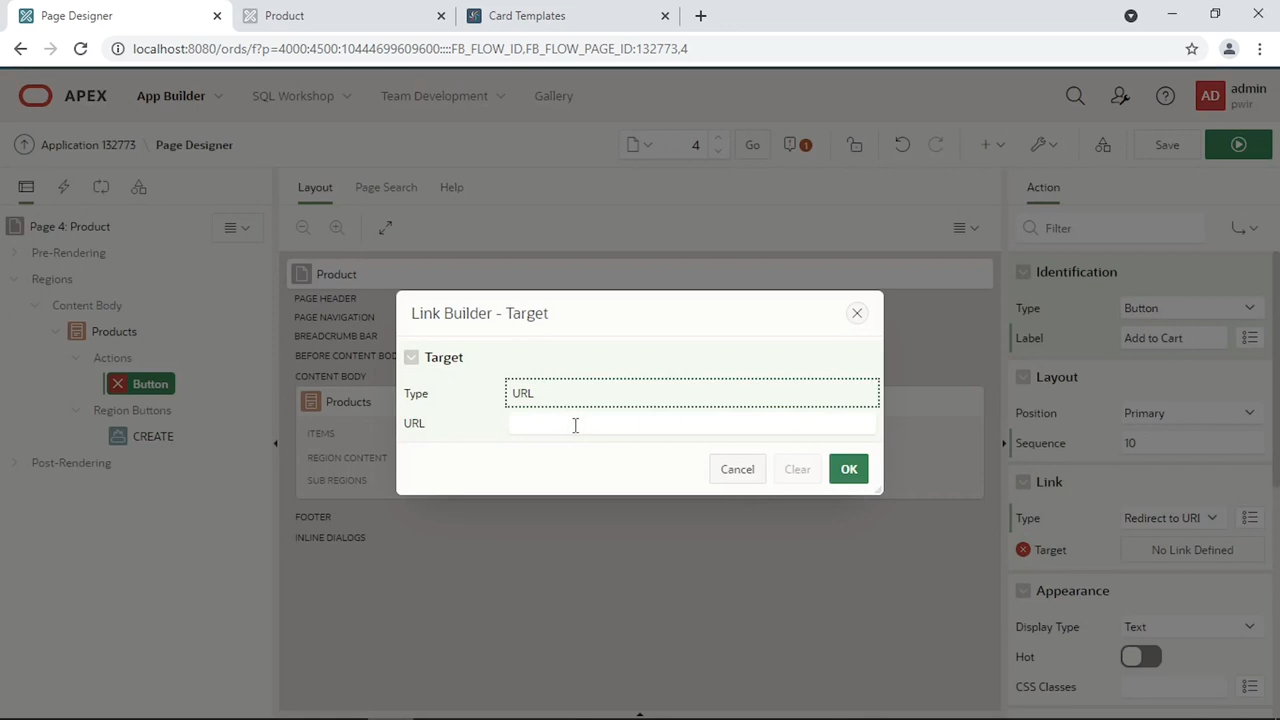 Page Designer
Product
Card Templates
localhost:8080/ords/f?p=4000:4500:10444699609600::::FB_FLOW_ID,FB_FLOW_PAGE_ID:132773,4
APEX
App Builder
SQL Workshop
Team Development
Gallery
AD
admin
pwir
Application 132773 \ Page Designer
4
Go
1
Save
Layout
Page Search
Help
Action
Page 4: Product
Filter
Pre-Rendering
Regions
Content Body
Products
Actions
Button
Region Buttons
CREATE
Post-Rendering
Product
PAGE HEADER
PAGE NAVIGATION
BREADCRUMB BAR
BEFORE CONTENT BOD
CONTENT BODY
Products
ITEMS
REGION CONTENT
SUB REGIONS
FOOTER
INLINE DIALOGS
Link Builder - Target
Target
Type
URL
URL
Cancel
Clear
OK
Identification
Type
Button
Label
Add to Cart
Layout
Position
Primary
Sequence
10
Link
Type
Redirect to URI
Target
No Link Defined
Appearance
Display Type
Text
Hot
CSS Classes